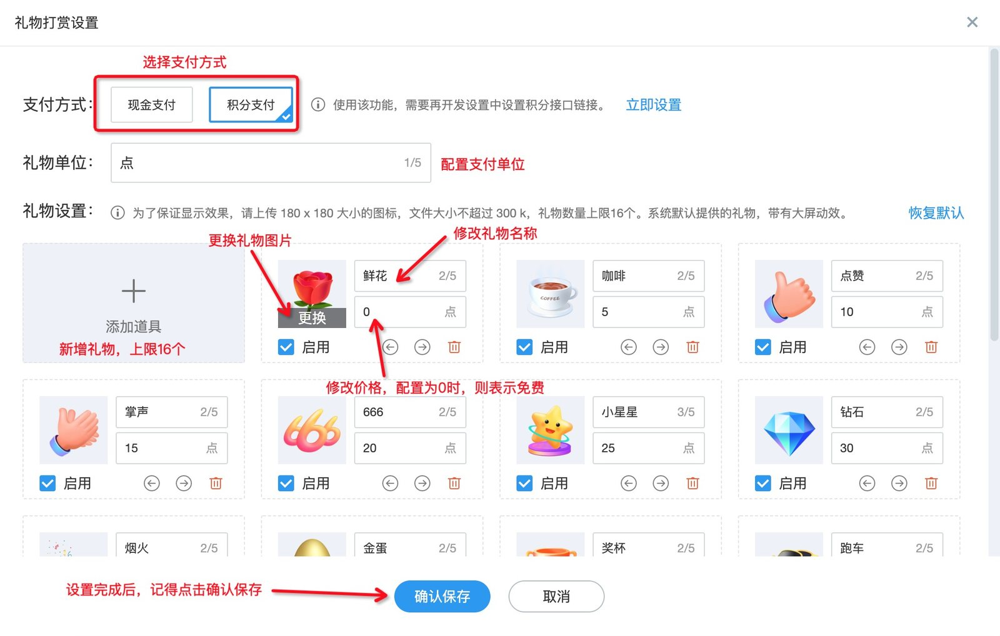 礼物打赏设置
选择支付方式
支付方式：
现金支付
积分支付
使用该功能，需要再开发设置中设置积分接口链接。
立即设置
礼物单位：
点
1/5
配置支付单位
礼物设置：
为了保证显示效果，请上传 180 x 180 大小的图标，文件大小不超过 300 k，礼物数量上限16个。系统默认提供的礼物，带有大屏动效。
恢复默认
更换礼物图片
修改礼物名称
添加道具
新增礼物，上限16个
更换
鲜花 2/5
0 点
启用
COFFEE
咖啡 2/5
5 点
启用
点赞 2/5
10 点
启用
修改价格，配置为0时，则表示免费
掌声 2/5
15 点
启用
666
666 2/5
20 点
启用
小星星 3/5
25 点
启用
钻石 2/5
30 点
启用
烟火 2/5
金蛋 2/5
奖杯 2/5
跑车 2/5
设置完成后，记得点击确认保存
确认保存
取消